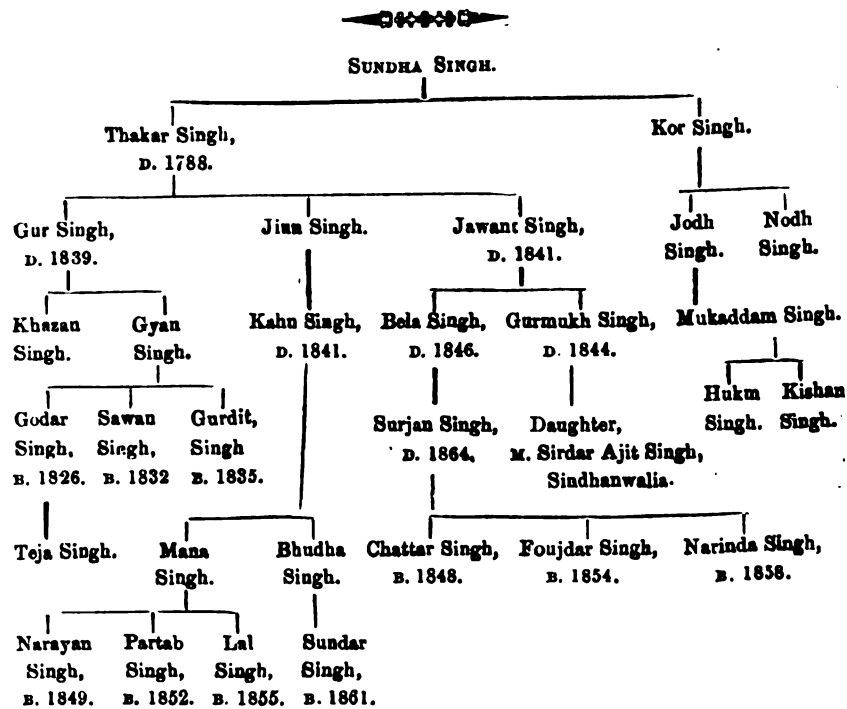 SUNDHA SINGH.
Thakar Singh,
D. 1788.
Kor Singh.
Gur Singh,
D. 1839.
Jinn Singh.
Jawant Singh,
D. 1841.
Jodh
Singh.
Nodh
Singh.
Khazan
Singh.
Gyan
Singh.
Kahn Singh,
D. 1841.
Bela Singh,
D. 1846.
Gurmukh Singh,
D. 1844.
Mukaddam Singh.
Hukm
Singh.
Kishan
Singh.
Godar
Singh,
B. 1826.
Sawan
Singh,
B. 1832
Gurdit,
Singh
B. 1835.
Surjan Singh,
D. 1864.
Daughter,
M. Sirdar Ajit Singh,
Sindhanwalia.
Teja Singh.
Mana
Singh.
Bhudha
Singh.
Chattar Singh,
B. 1848.
Foujdar Singh,
B. 1854.
Narinda Singh,
B. 1858.
Narayan
Singh,
B. 1849.
Partab
Singh,
B. 1852.
Lal
Singh,
B. 1855.
Sundar
Singh,
B. 1861.